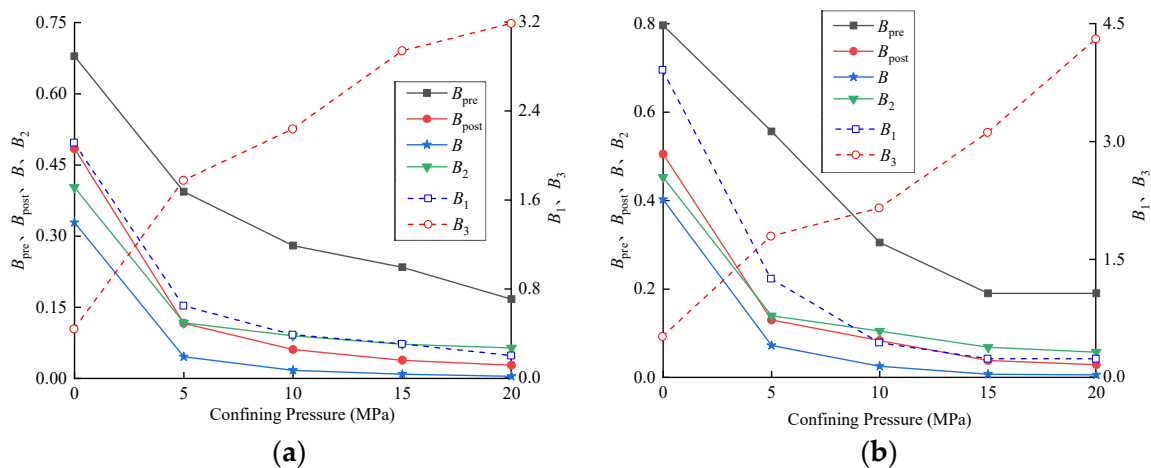 0.75
0.60
0.45
0.30
0.15
0.00
B_pre、B_post、B、B_2
3.2
2.4
1.6
0.8
0.0
B_1、B_3
B_pre
B_post
B
B_2
B_1
B_3
0 5 10 15 20
Confining Pressure (MPa)
(a)
0.8
0.6
0.4
0.2
0.0
B_pre、B_post、B、B_2
4.5
3.0
1.5
0.0
B_1、B_3
B_pre
B_post
B
B_2
B_1
B_3
0 5 10 15 20
Confining Pressure (MPa)
(b)